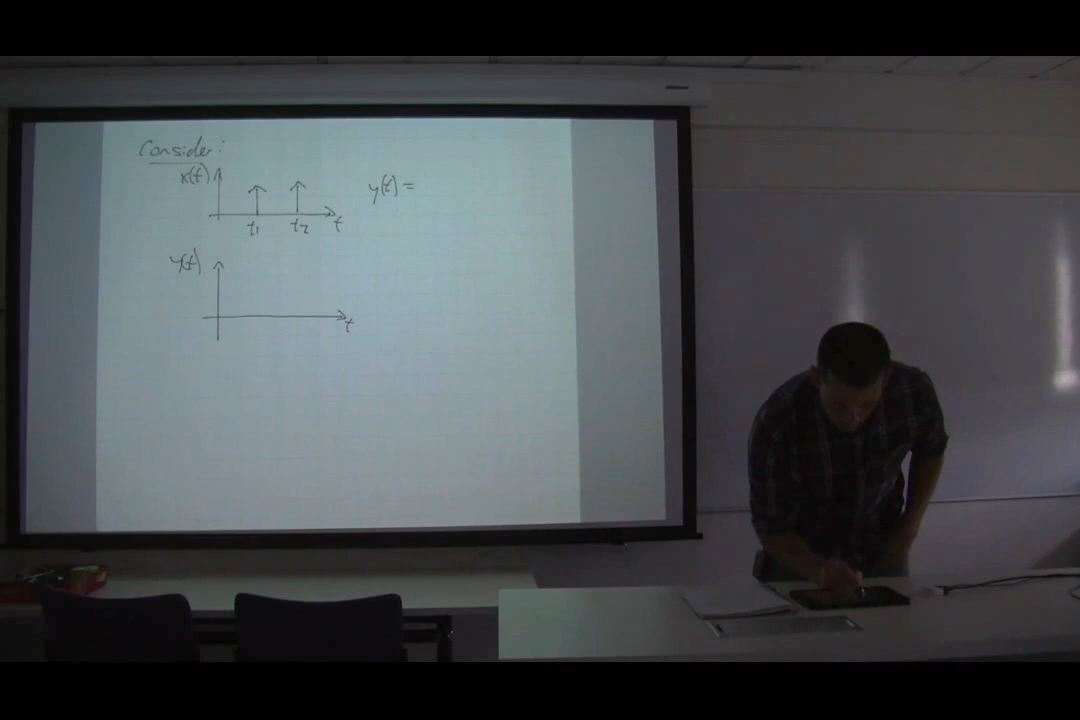 Consider:
x(t)
y(t) =
t₁ t₂ t
y(t)
t